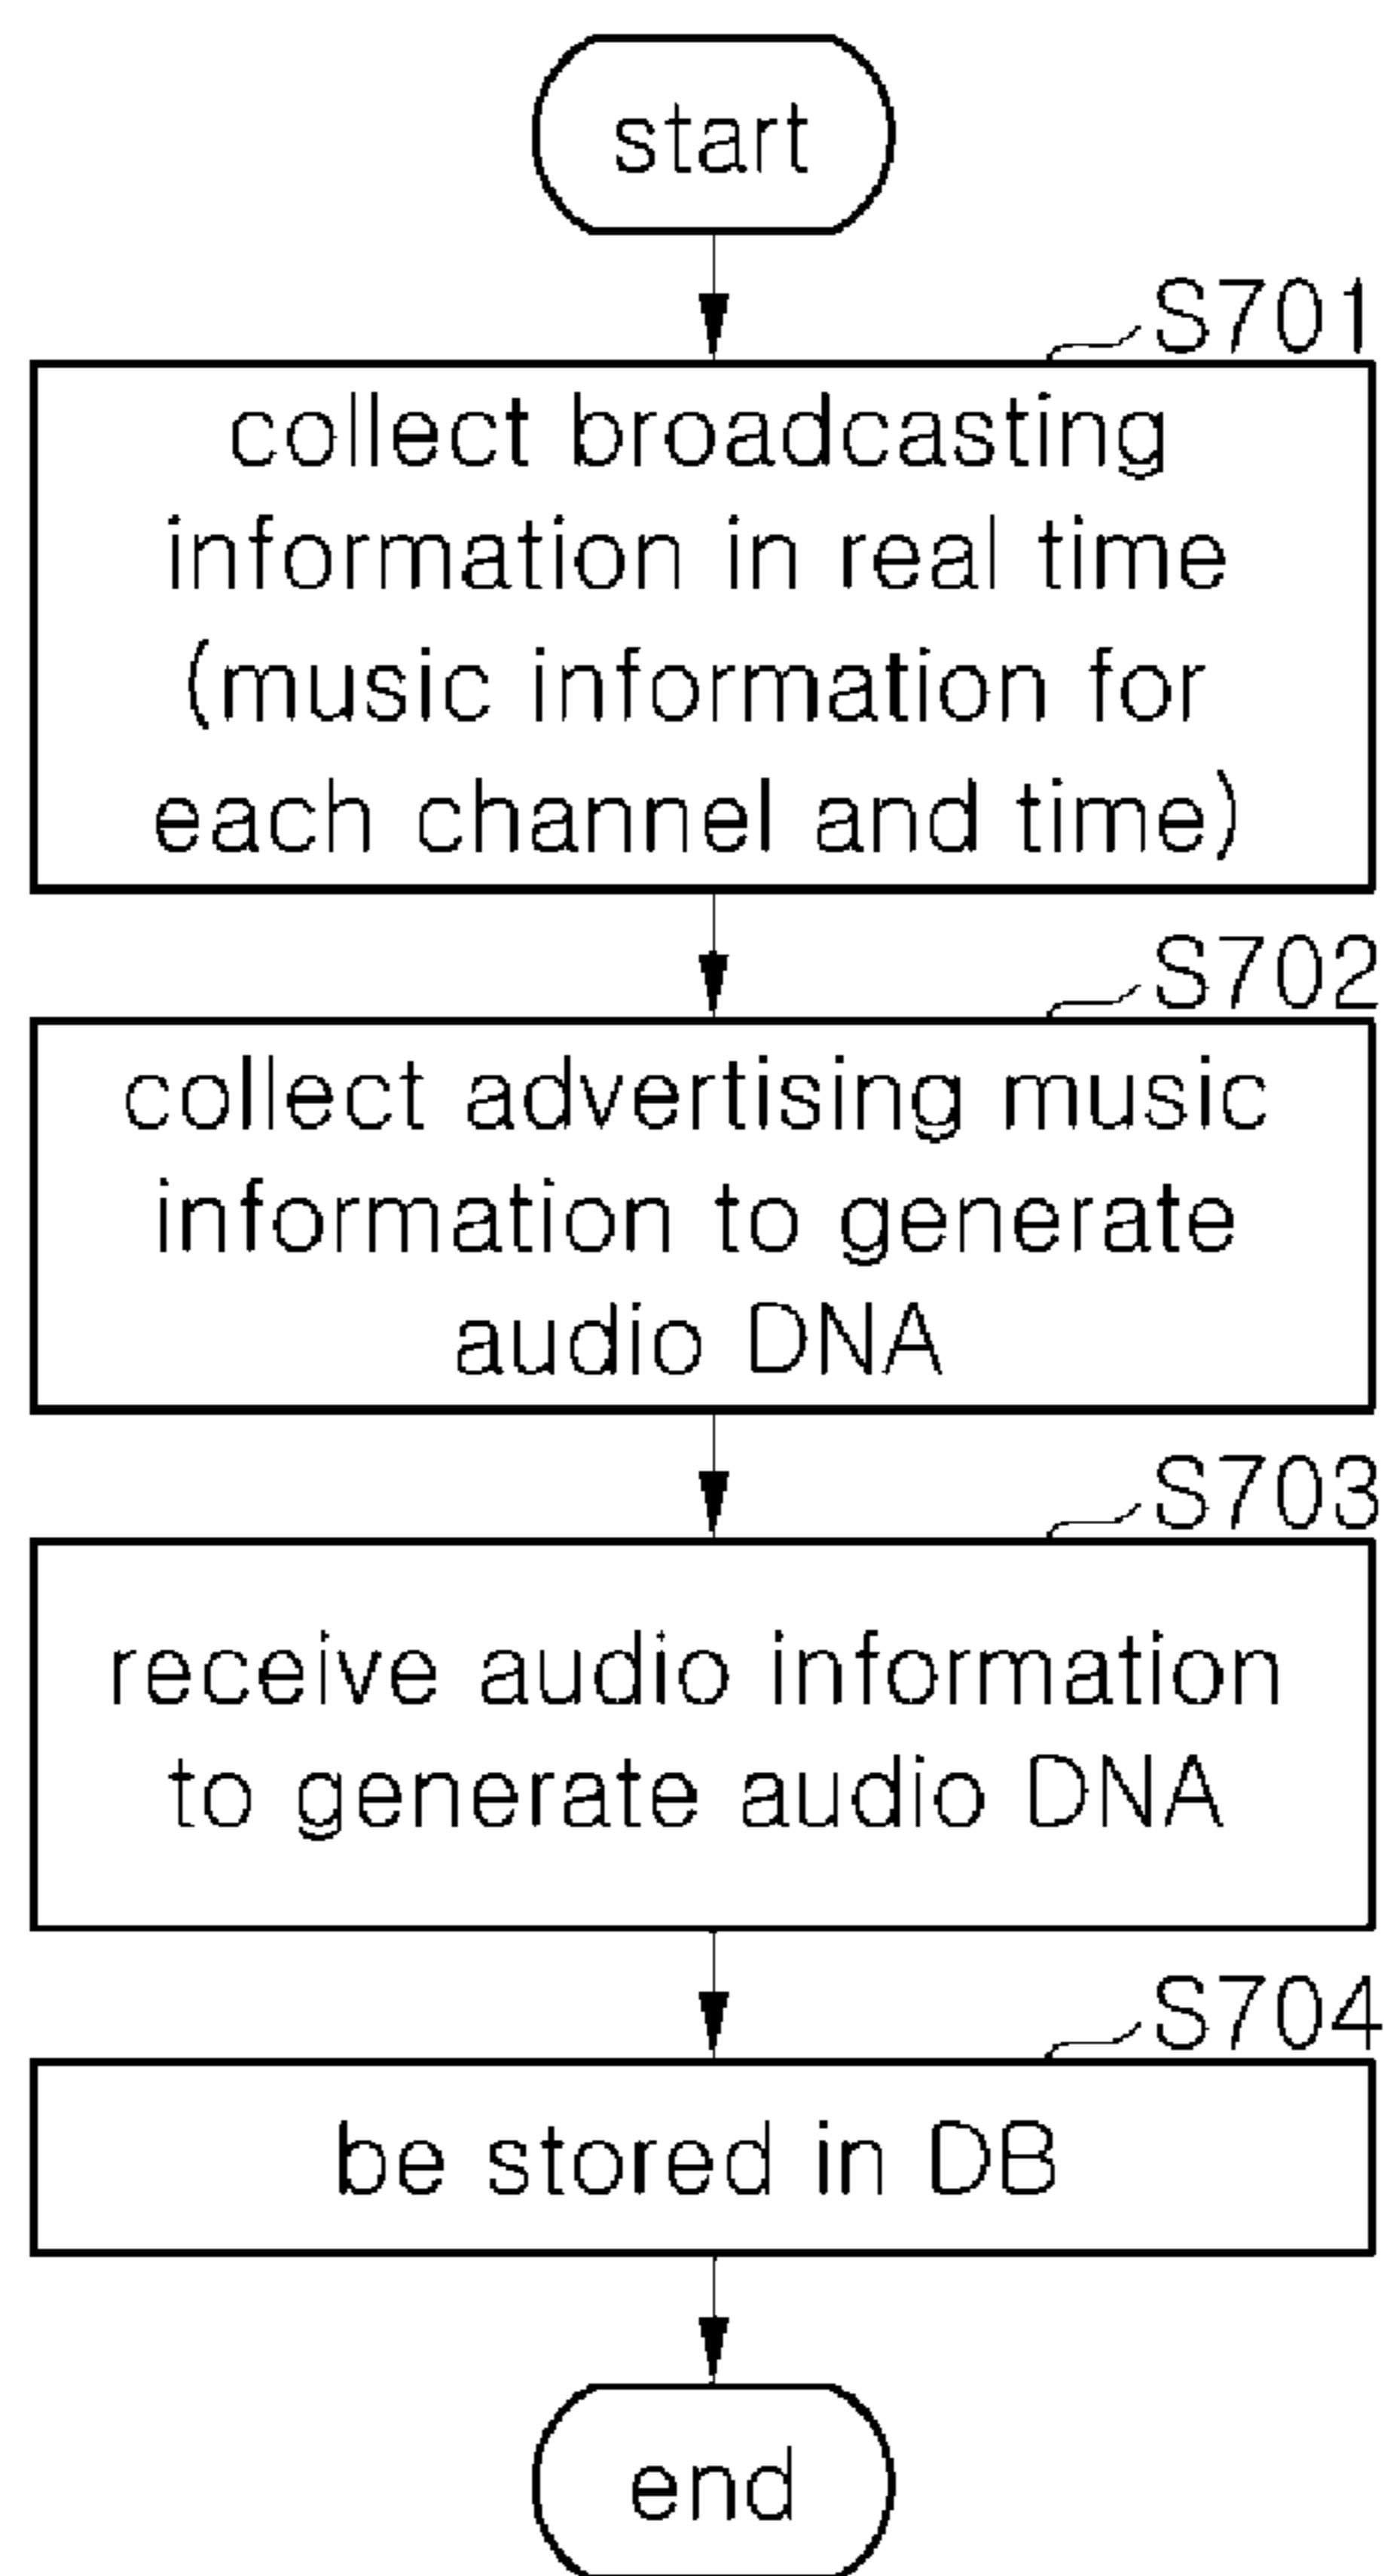 start
S701
collect broadcasting
information in real time
(music information for
each channel and time)
S702
collect advertising music
information to generate
audio DNA
S703
receive audio information
to generate audio DNA
S704
be stored in DB
end